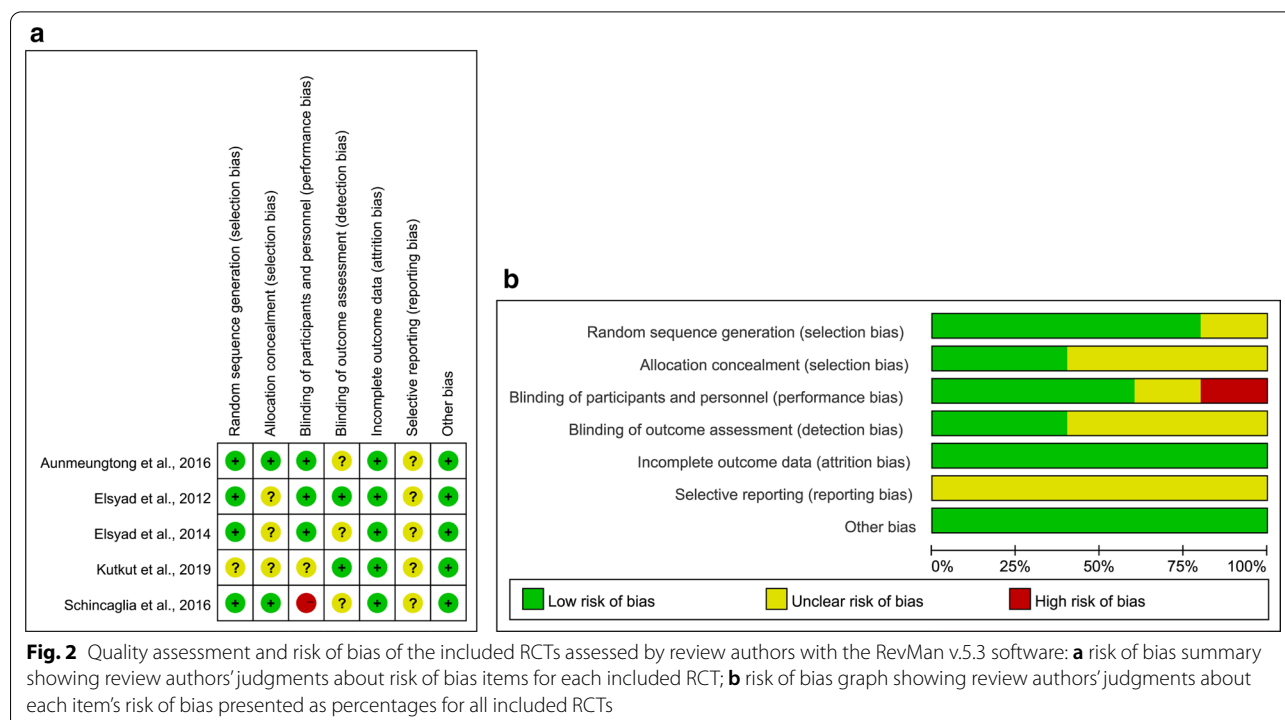 a
Random sequence generation (selection bias)
Allocation concealment (selection bias)
Blinding of participants and personnel (performance bias)
Blinding of outcome assessment (detection bias)
Incomplete outcome data (attrition bias)
Selective reporting (reporting bias)
Other bias
Aunmeungtong et al., 2016 + + + ? + ? +
Elsyad et al., 2012 + ? + + + ? +
Elsyad et al., 2014 + ? + ? + ? +
Kutkut et al., 2019 ? ? ? + + ? +
Schincaglia et al., 2016 + + - ? + ? +
b
Random sequence generation (selection bias)
Allocation concealment (selection bias)
Blinding of participants and personnel (performance bias)
Blinding of outcome assessment (detection bias)
Incomplete outcome data (attrition bias)
Selective reporting (reporting bias)
Other bias
0% 25% 50% 75% 100%
Low risk of bias Unclear risk of bias High risk of bias
Fig. 2 Quality assessment and risk of bias of the included RCTs assessed by review authors with the RevMan v.5.3 software: a risk of bias summary
showing review authors' judgments about risk of bias items for each included RCT; b risk of bias graph showing review authors' judgments about
each item's risk of bias presented as percentages for all included RCTs